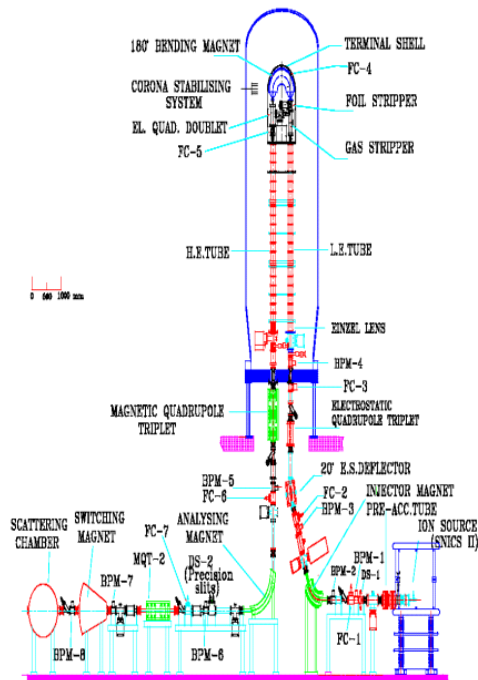 180° BENDING MAGNET
TERMINAL SHELL
FC-4
CORONA STABILISING
SYSTEM
FOIL STRIPPER
EL. QUAD. DOUBLET
FC-5
GAS STRIPPER
H.E.TUBE
L.E.TUBE
EINZEL LENS
BPM-4
FC-3
MAGNETIC QUADRUPOLE
TRIPLET
ELECTROSTATIC
QUADRUPOLE TRIPLET
BPM-5
FC-6
20° E.S.DEFLECTOR
FC-2
BPM-3
INJECTOR MAGNET
PRE-ACC.TUBE
ION SOURCE
(SNICS II)
SCATTERING
CHAMBER
SWITCHING
MAGNET
FC-7
ANALYSING
MAGNET
DS-2
(Precision
slits)
MQT-2
BPM-7
BPM-2
BPM-1
DS-1
BPM-8
BPM-6
FC-1